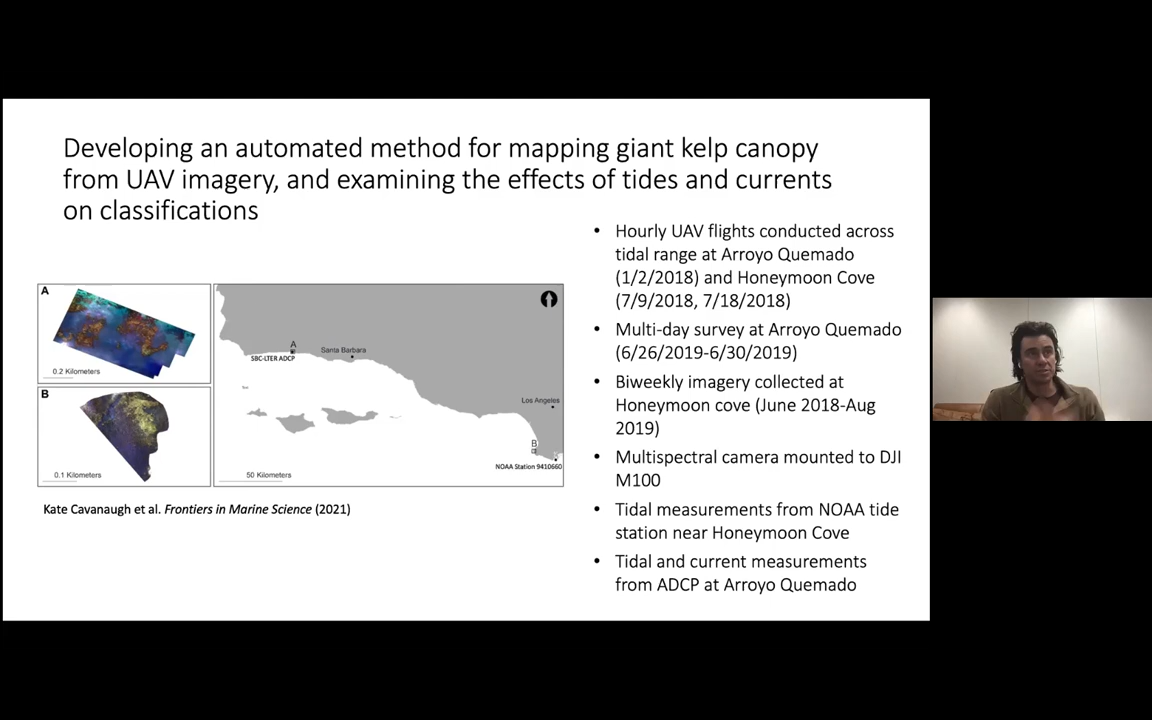 Developing an automated method for mapping giant kelp canopy
from UAV imagery, and examining the effects of tides and currents
on classifications
A
0.2 Kilometers
B
0.1 Kilometers
A
SBC-LTER ADCP
Santa Barbara
Los Angeles
B
NOAA Station 9410660
50 Kilometers
Kate Cavanaugh et al. Frontiers in Marine Science (2021)
• Hourly UAV flights conducted across
tidal range at Arroyo Quemado
(1/2/2018) and Honeymoon Cove
(7/9/2018, 7/18/2018)
• Multi-day survey at Arroyo Quemado
(6/26/2019-6/30/2019)
• Biweekly imagery collected at
Honeymoon cove (June 2018-Aug
2019)
• Multispectral camera mounted to DJI
M100
• Tidal measurements from NOAA tide
station near Honeymoon Cove
• Tidal and current measurements
from ADCP at Arroyo Quemado